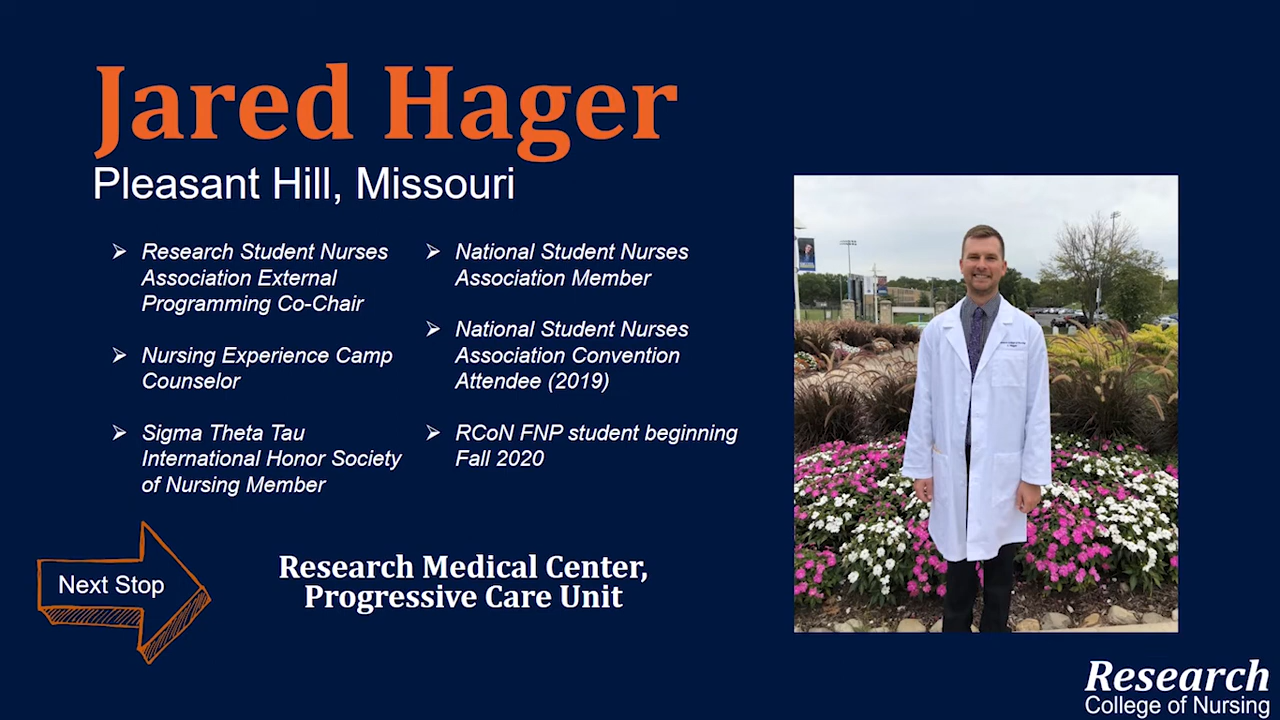 Jared Hager
Pleasant Hill, Missouri
➢ Research Student Nurses
Association External
Programming Co-Chair
➢ Nursing Experience Camp
Counselor
➢ Sigma Theta Tau
International Honor Society
of Nursing Member
➢ National Student Nurses
Association Member
➢ National Student Nurses
Association Convention
Attendee (2019)
➢ RCoN FNP student beginning
Fall 2020
Next Stop
Research Medical Center,
Progressive Care Unit
Research
College of Nursing